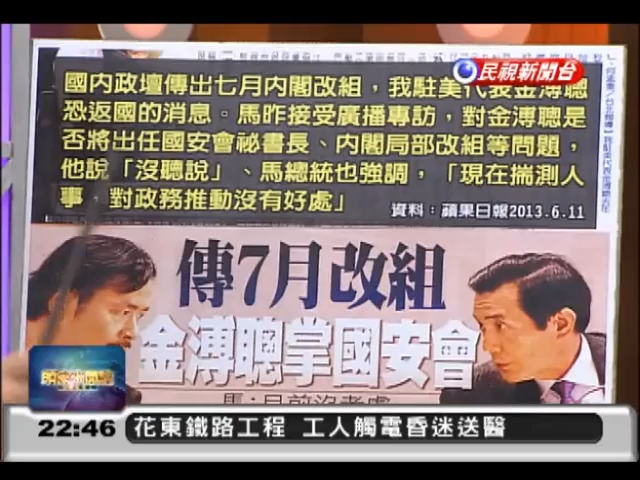 民視新聞台
國內政壇傳出七月內閣改組，我駐美代表金溥聰
恐返國的消息。馬昨接受廣播專訪，對金溥聰是
否將出任國安會祕書長、內閣局部改組等問題，
他說「沒聽說」、馬總統也強調，「現在揣測人
事，對政務推動沒有好處」
資料：蘋果日報2013.6.11
傳7月改組
金溥聰掌國安會
馬：目前沒考慮
22:46 花東鐵路工程 工人觸電昏迷送醫